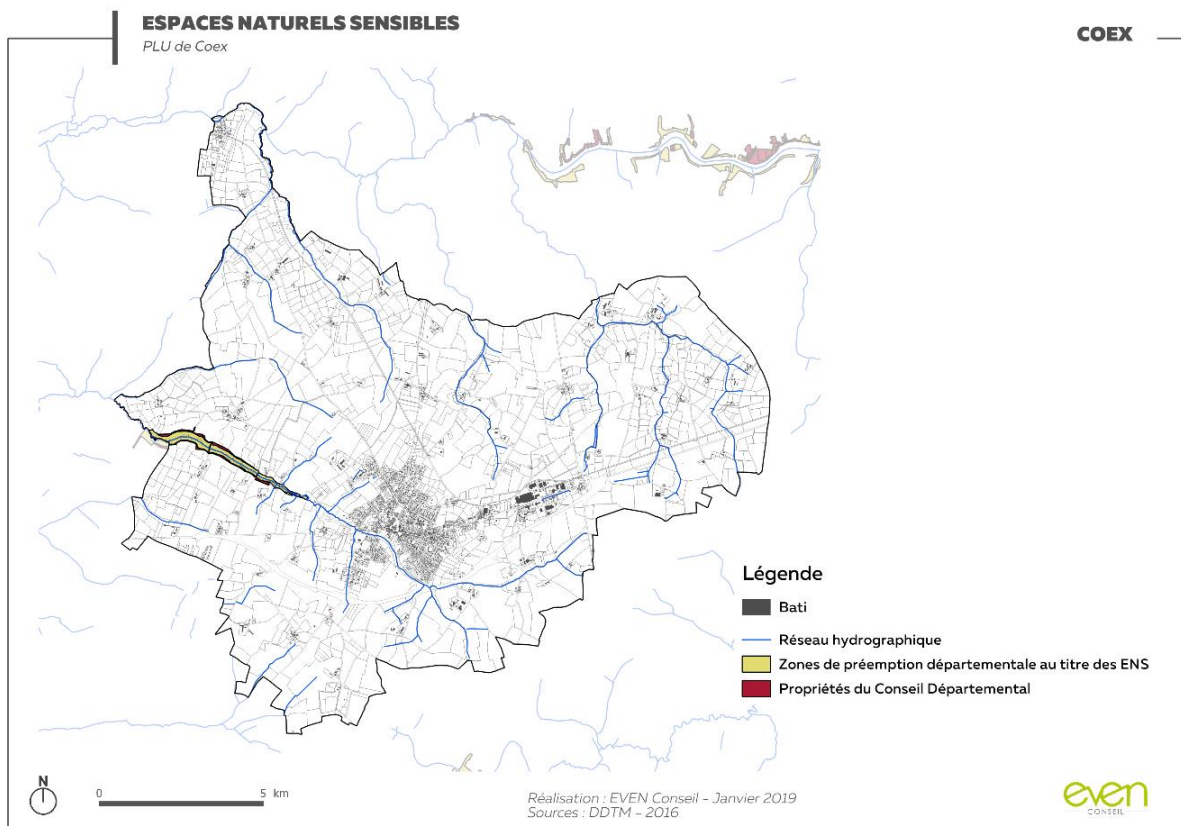 ESPACES NATURELS SENSIBLES
PLU de Coex
COEX
Légende
Bati
Réseau hydrographique
Zones de préemption départementale au titre des ENS
Propriétés du Conseil Départemental
N
0 5 km
Réalisation : EVEN Conseil - Janvier 2019
Sources : DDTM - 2016
even
CONSEIL